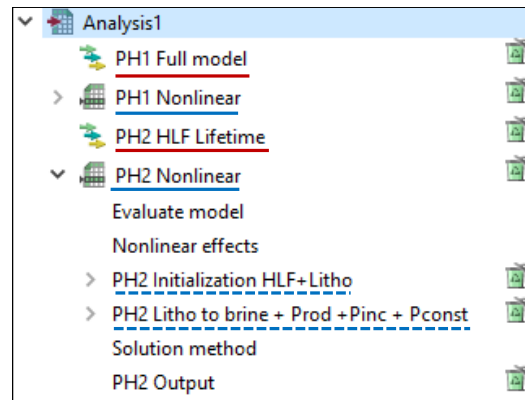 Analysis1
PH1 Full model
PH1 Nonlinear
PH2 HLF Lifetime
PH2 Nonlinear
Evaluate model
Nonlinear effects
PH2 Initialization HLF+Litho
PH2 Litho to brine + Prod +Pinc + Pconst
Solution method
PH2 Output